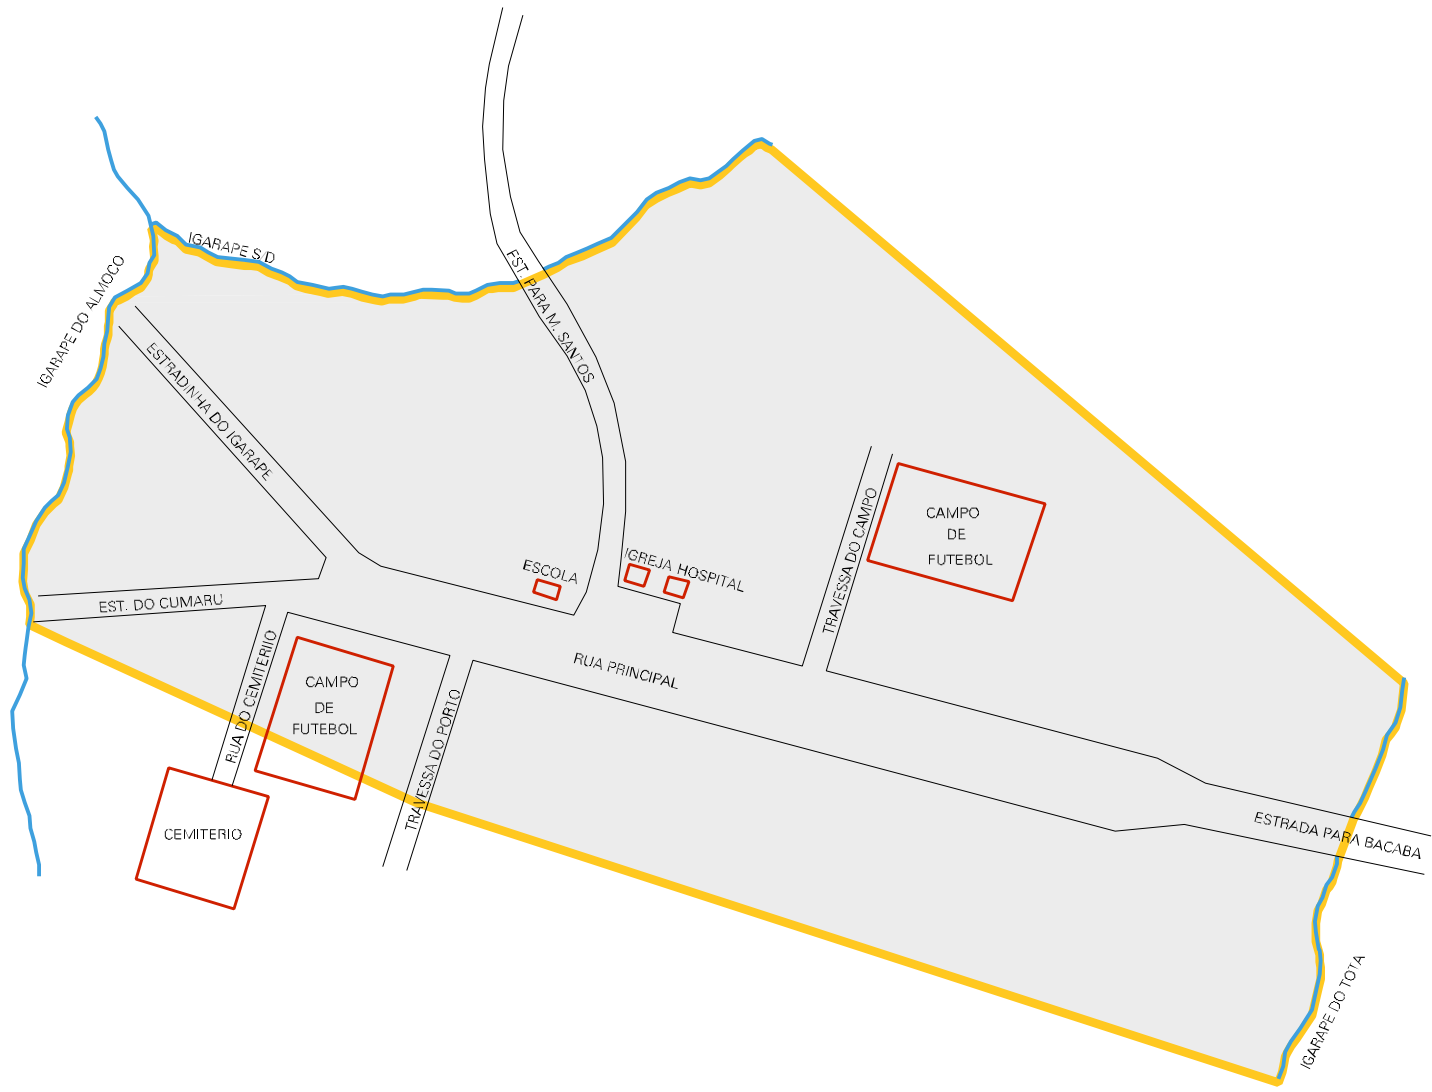 IGARAPE S/D
IGARAPE DO ALMOCO
EST. PARA M. SANTOS
ESTRADINHA DO IGARAPE
CAMPO
DE
FUTEBOL
TRAVESSA DO CAMPO
IGREJA HOSPITAL
ESCOLA
EST. DO CUMARU
RUA DO CEMITERIIO
CAMPO
DE
FUTEBOL
RUA PRINCIPAL
TRAVESSA DO PORTO
CEMITERIO
ESTRADA PARA BACABA
IGARAPE DO TOTA